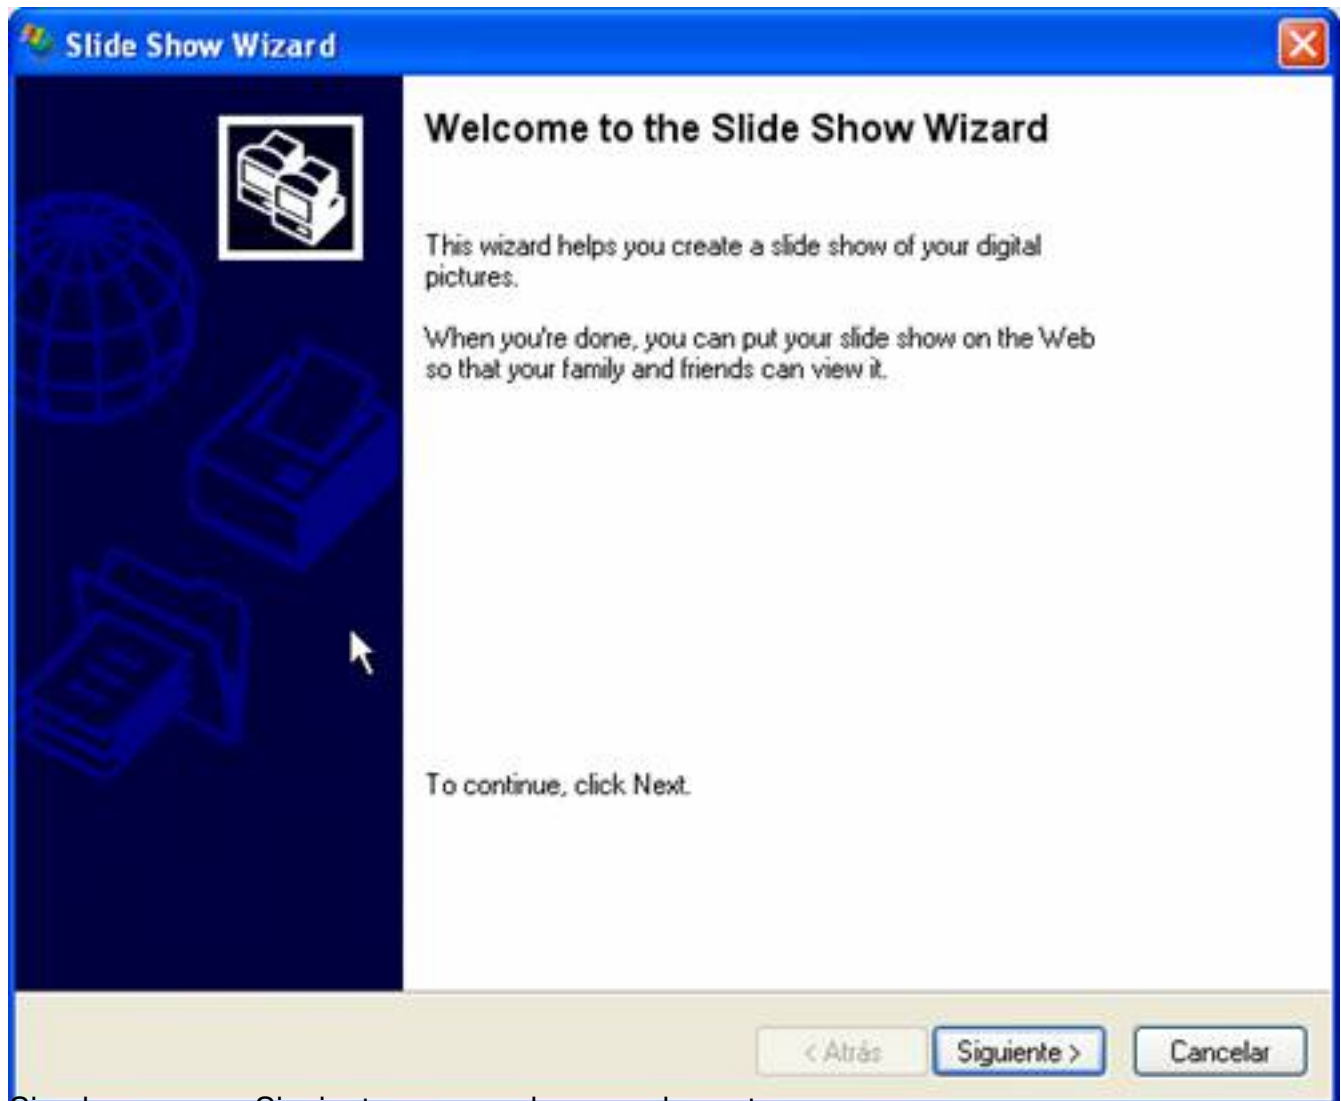 Slide Show Wizard
Welcome to the Slide Show Wizard
This wizard helps you create a slide show of your digital
pictures.
When you're done, you can put your slide show on the Web
so that your family and friends can view it.
To continue, click Next.
< Atrás
Siguiente >
Cancelar